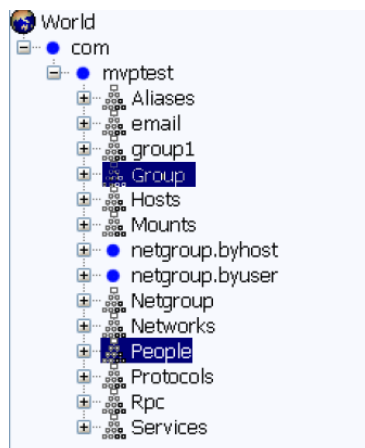 World
com
mvptest
Aliases
email
group1
Group
Hosts
Mounts
netgroup.byhost
netgroup.byuser
Netgroup
Networks
People
Protocols
Rpc
Services